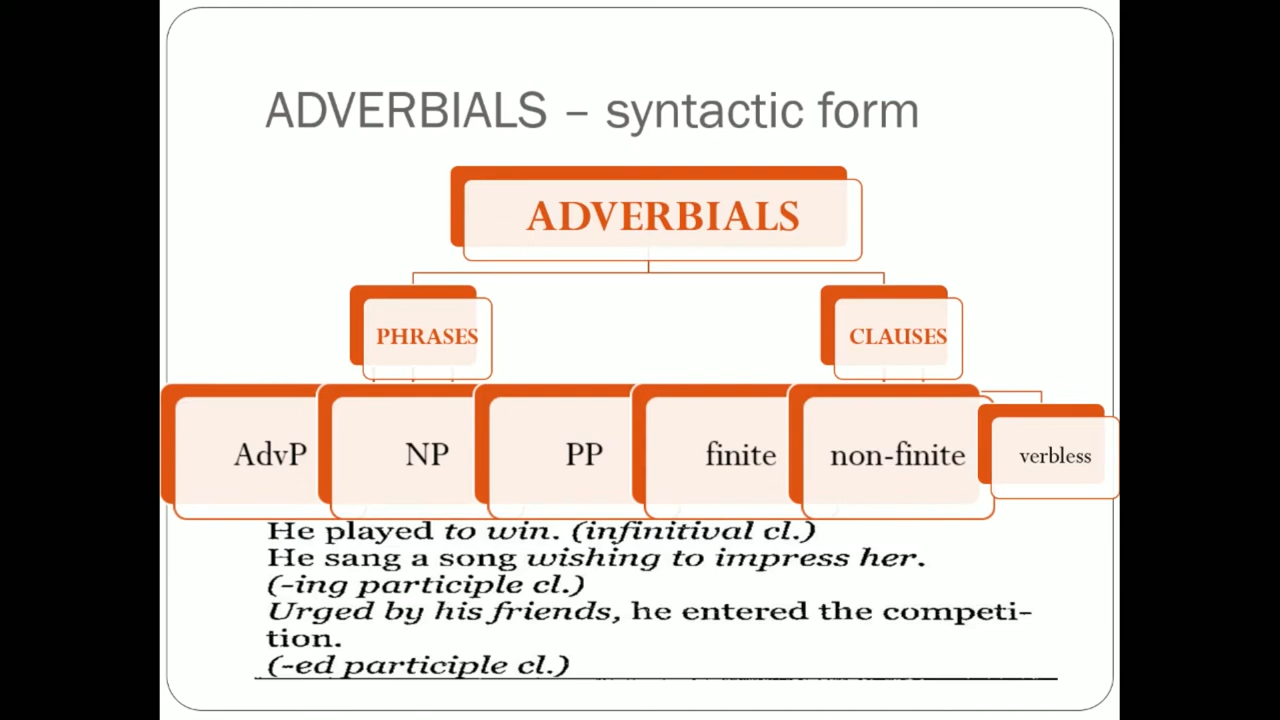 ADVERBIALS – syntactic form
ADVERBIALS
PHRASES
CLAUSES
AdvP
NP
PP
finite
non-finite
verbless
He played to win. (infinitival cl.)
He sang a song wishing to impress her.
(-ing participle cl.)
Urged by his friends, he entered the competi-
tion.
(-ed participle cl.)